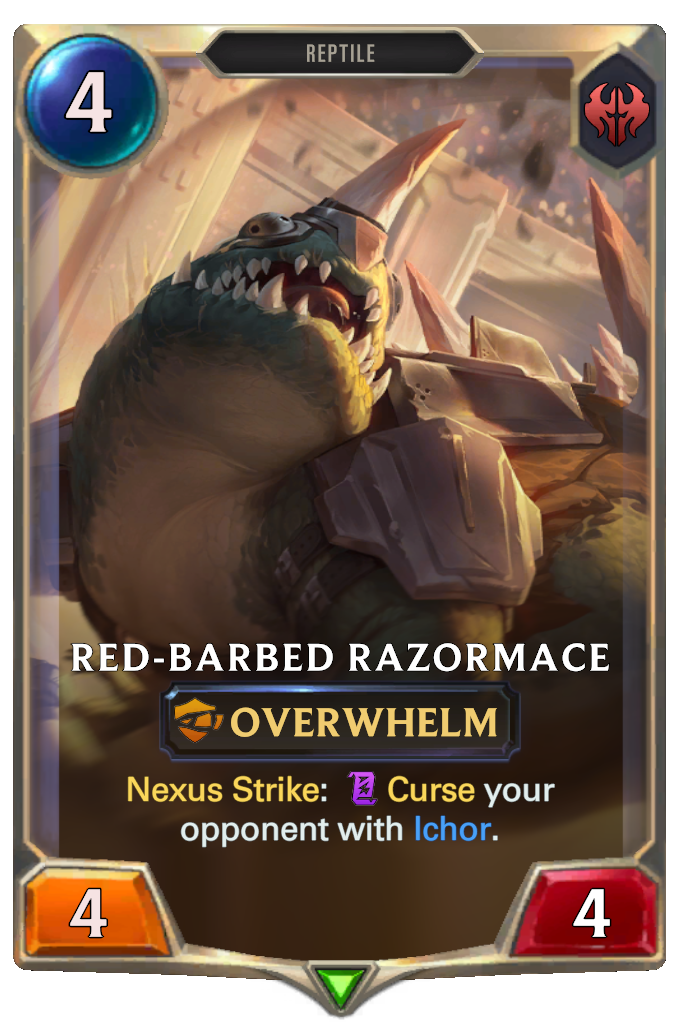 REPTILE
4
RED-BARBED RAZORMACE
OVERWHELM
Nexus Strike: Curse your
opponent with Ichor.
4
4